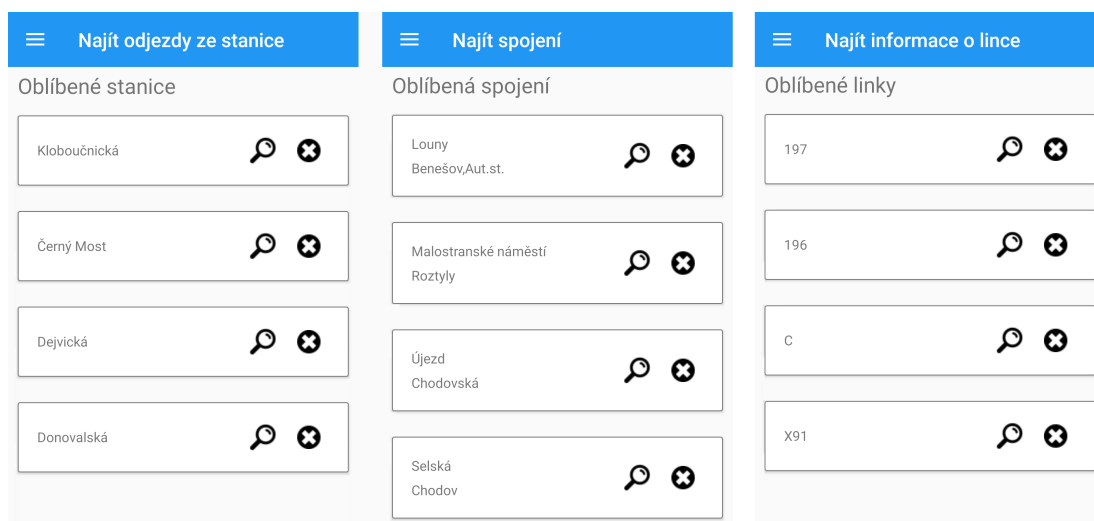 Najít odjezdy ze stanice
Oblíbené stanice
Kloboučnická
Černý Most
Dejvická
Donovalská
Najít spojení
Oblíbená spojení
Louny
Benešov,Aut.st.
Malostranské náměstí
Roztyly
Újezd
Chodovská
Selská
Chodov
Najít informace o lince
Oblíbené linky
197
196
C
X91